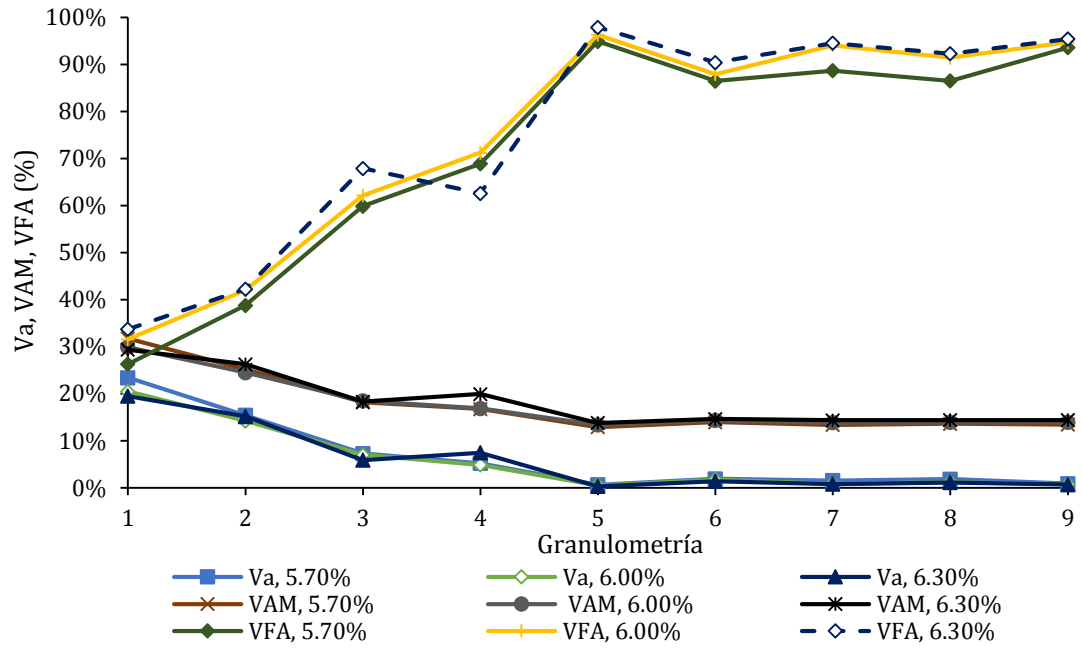 100%
90%
80%
70%
60%
50%
40%
30%
20%
10%
0%
Va, VAM, VFA (%)
1 2 3 4 5 6 7 8 9
Granulometría
Va, 5.70% Va, 6.00% Va, 6.30%
VAM, 5.70% VAM, 6.00% VAM, 6.30%
VFA, 5.70% VFA, 6.00% VFA, 6.30%